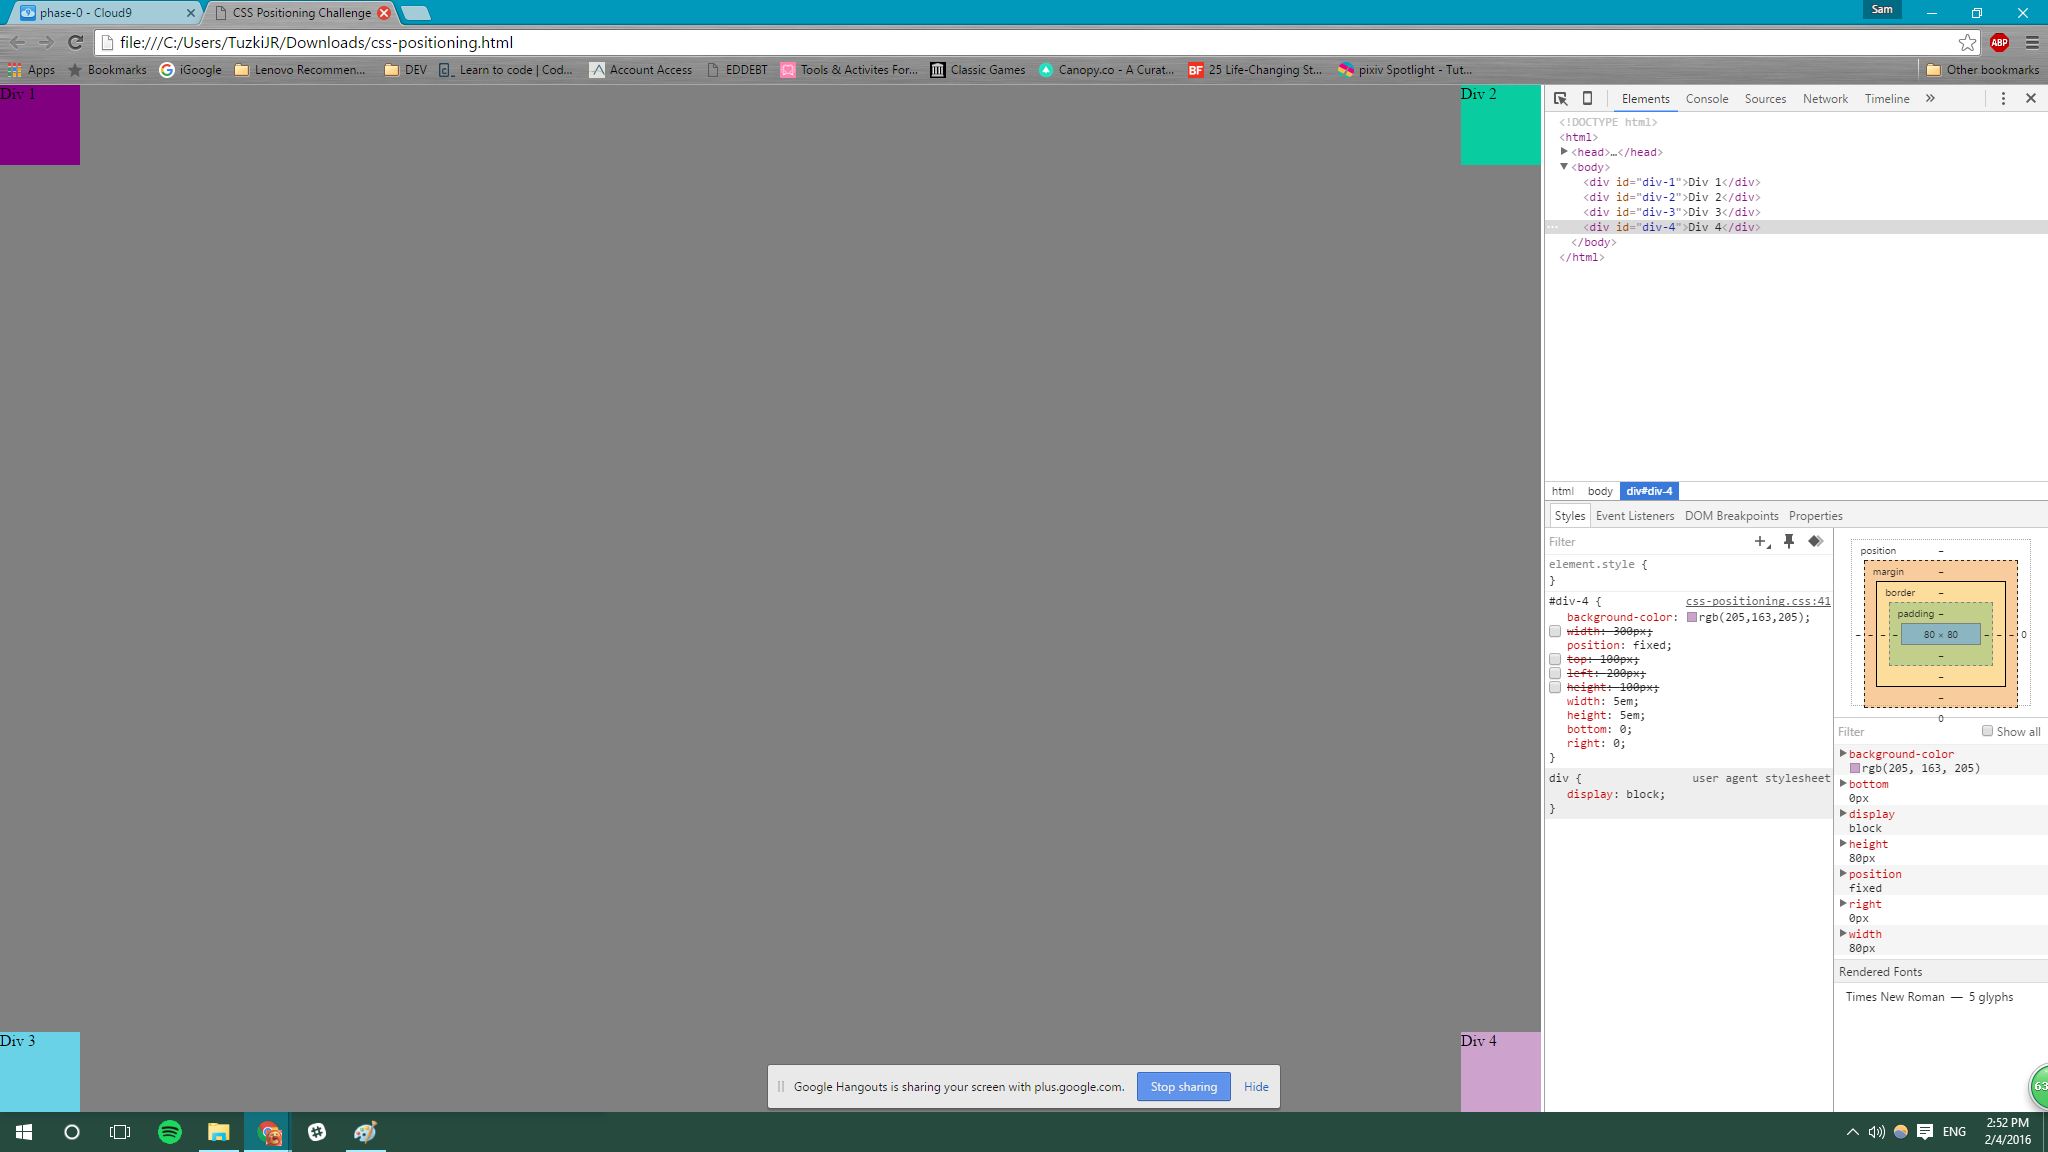 phase-0 - Cloud9
CSS Positioning Challenge
Sam
file:///C:/Users/TuzkiJR/Downloads/css-positioning.html
ABP
Apps
Bookmarks
iGoogle
Lenovo Recommen...
DEV
Learn to code | Cod...
Account Access
EDDEBT
Tools & Activites For...
Classic Games
Canopy.co - A Curat...
BF 25 Life-Changing St...
pixiv Spotlight - Tut...
Other bookmarks
Div 1
Div 2
Div 3
Div 4
Elements Console Sources Network Timeline »
<!DOCTYPE html>
<html>
<head>…</head>
<body>
<div id="div-1">Div 1</div>
<div id="div-2">Div 2</div>
<div id="div-3">Div 3</div>
<div id="div-4">Div 4</div>
</body>
</html>
html body div#div-4
Styles Event Listeners DOM Breakpoints Properties
Filter
element.style {
}
#div-4 { css-positioning.css:41
background-color: rgb(205,163,205);
width: 300px;
position: fixed;
top: 100px;
left: 200px;
height: 100px;
width: 5em;
height: 5em;
bottom: 0;
right: 0;
}
div { user agent stylesheet
display: block;
}
position –
margin –
border –
padding –
– – – – 80 × 80 – – – 0
–
–
–
0
Filter Show all
background-color
rgb(205, 163, 205)
bottom
0px
display
block
height
80px
position
fixed
right
0px
width
80px
Rendered Fonts
Times New Roman — 5 glyphs
63
Google Hangouts is sharing your screen with plus.google.com. Stop sharing Hide
ENG
2:52 PM
2/4/2016